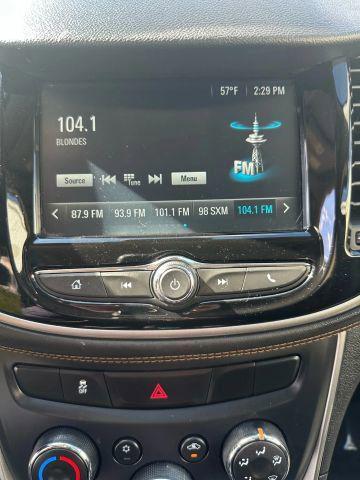 57°F 2:29 PM
104.1
BLONDES
FM
Source Tune Menu
87.9 FM 93.9 FM 101.1 FM 98 SXM 104.1 FM
OFF